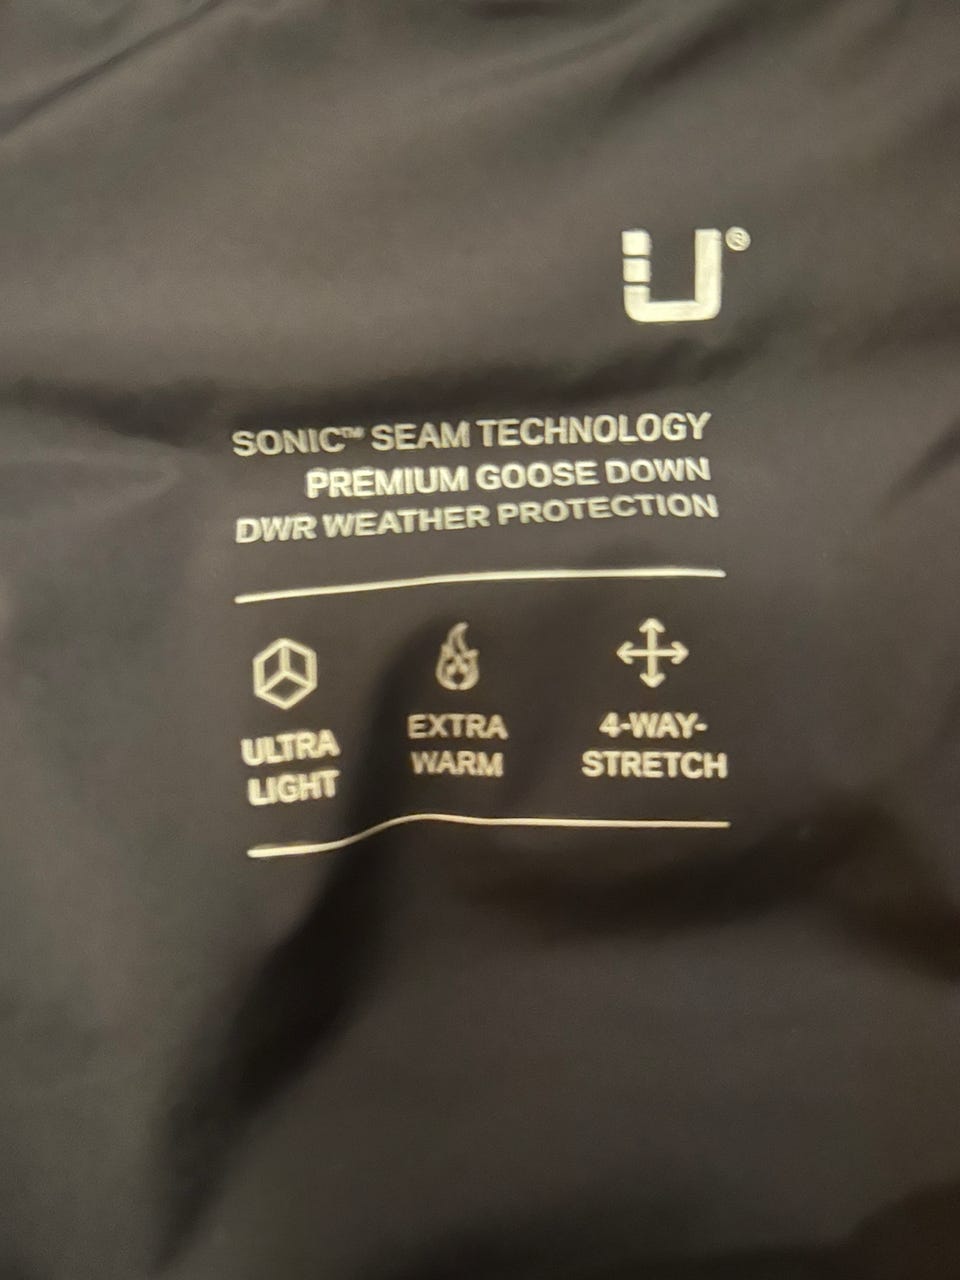 U®
SONIC™ SEAM TECHNOLOGY
PREMIUM GOOSE DOWN
DWR WEATHER PROTECTION
ULTRA
LIGHT
EXTRA
WARM
4-WAY-
STRETCH